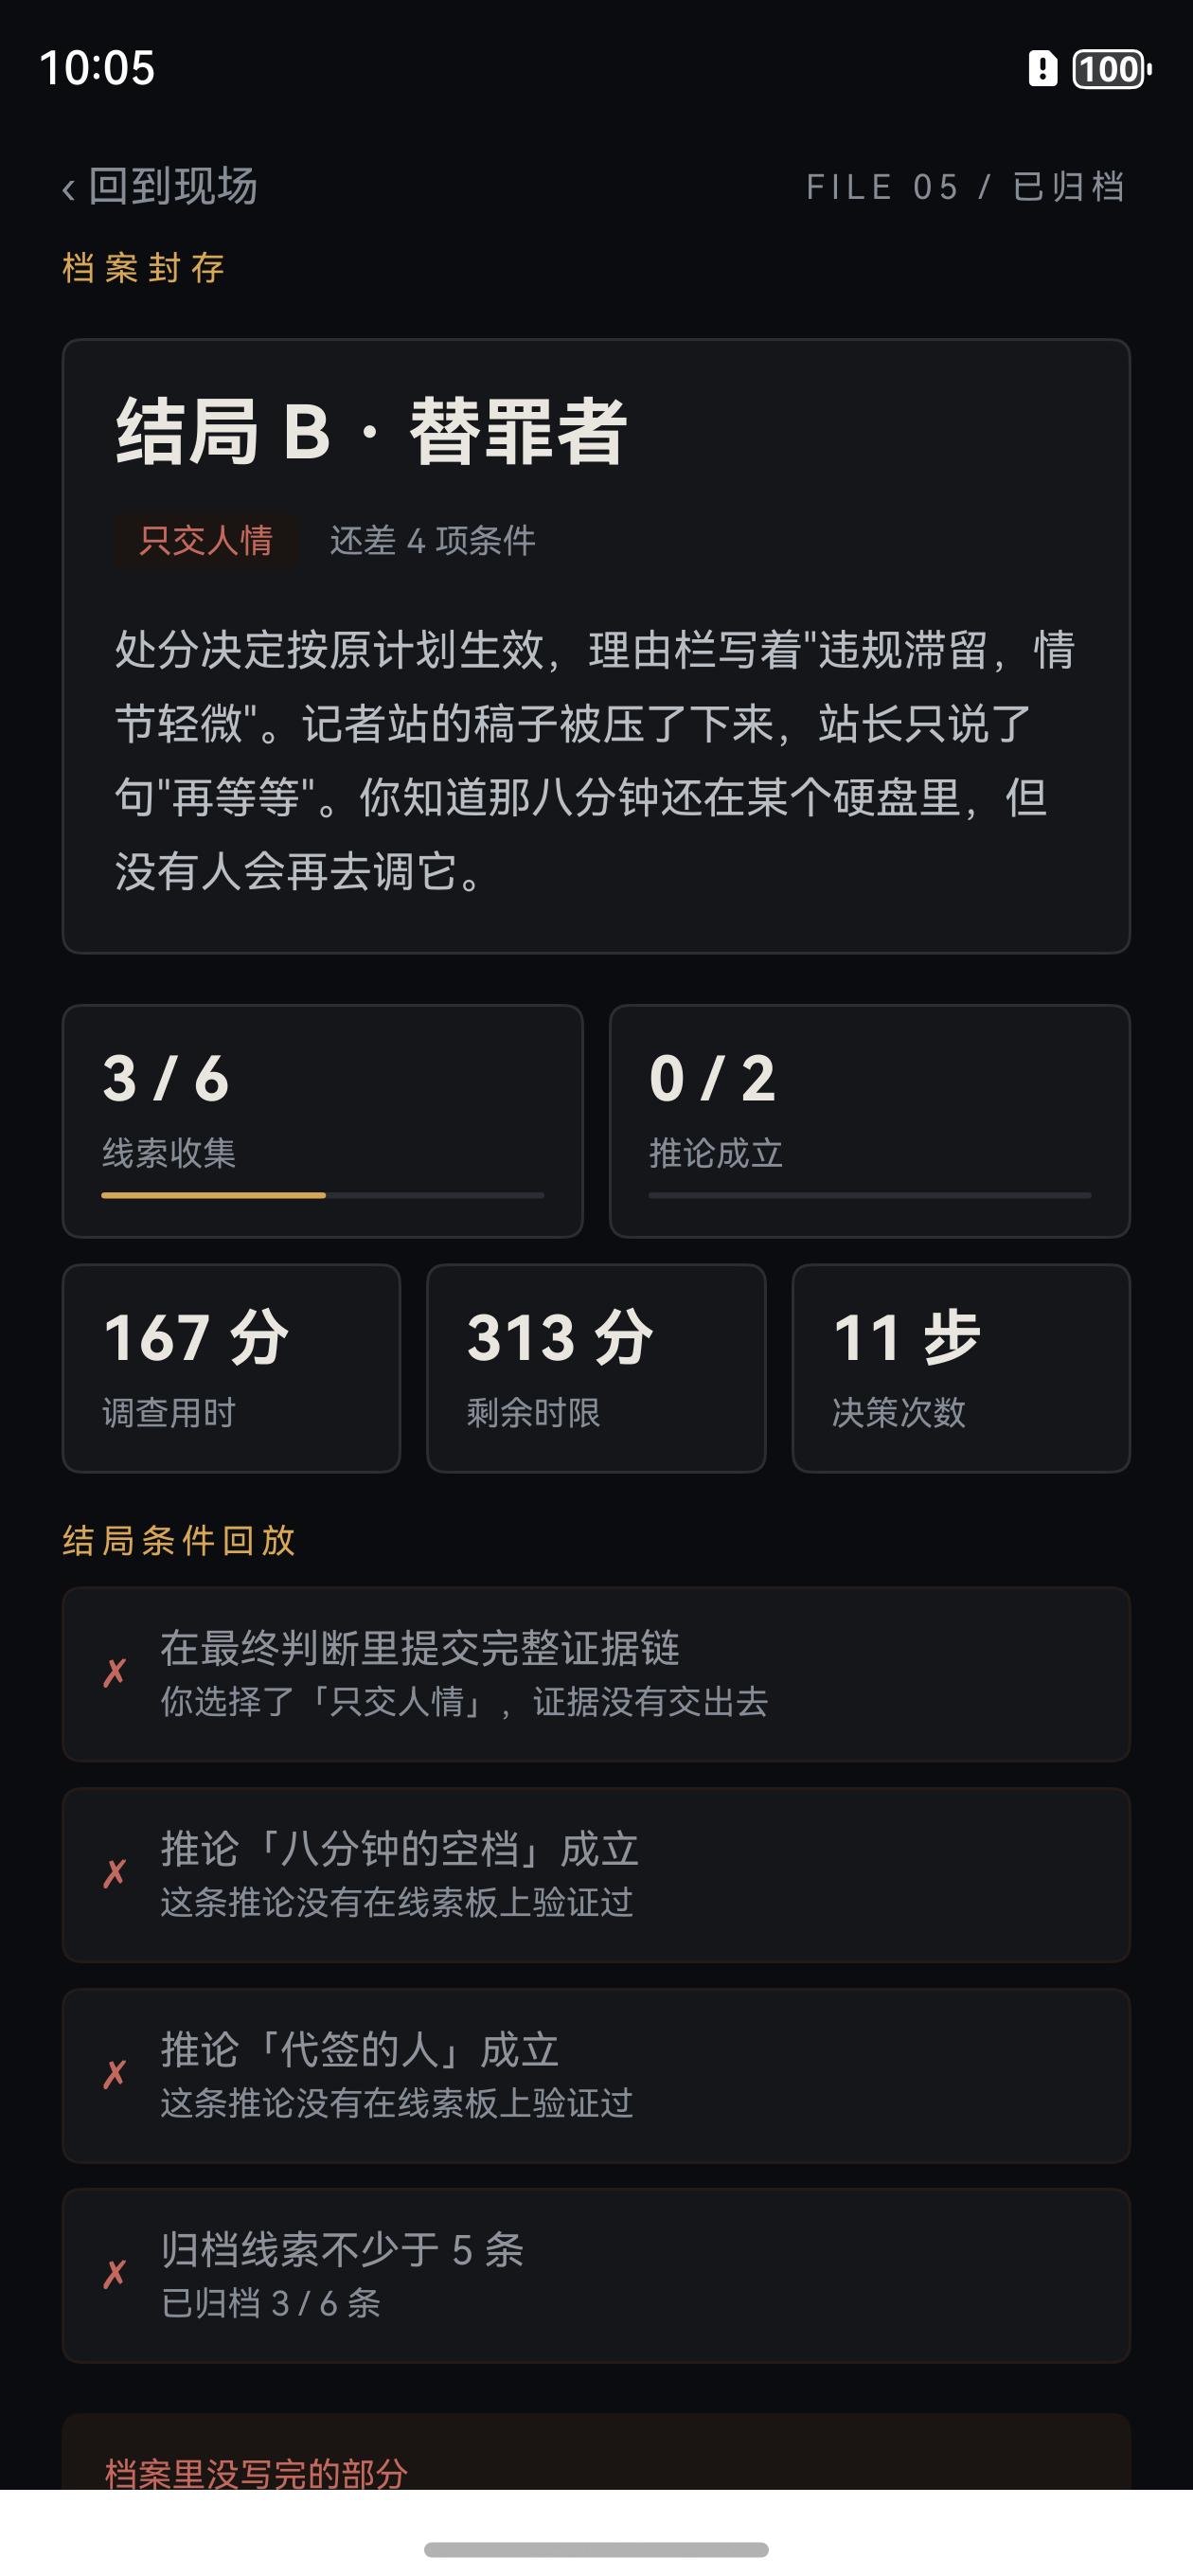 10:05
100
‹ 回到现场
FILE 05 / 已归档
档案封存
结局 B · 替罪者
只交人情 还差 4 项条件
处分决定按原计划生效，理由栏写着"违规滞留，情
节轻微"。记者站的稿子被压了下来，站长只说了
句"再等等"。你知道那八分钟还在某个硬盘里，但
没有人会再去调它。
3 / 6
线索收集
0 / 2
推论成立
167 分
调查用时
313 分
剩余时限
11 步
决策次数
结局条件回放
✗ 在最终判断里提交完整证据链
你选择了「只交人情」，证据没有交出去
✗ 推论「八分钟的空档」成立
这条推论没有在线索板上验证过
✗ 推论「代签的人」成立
这条推论没有在线索板上验证过
✗ 归档线索不少于 5 条
已归档 3 / 6 条
档案里没写完的部分